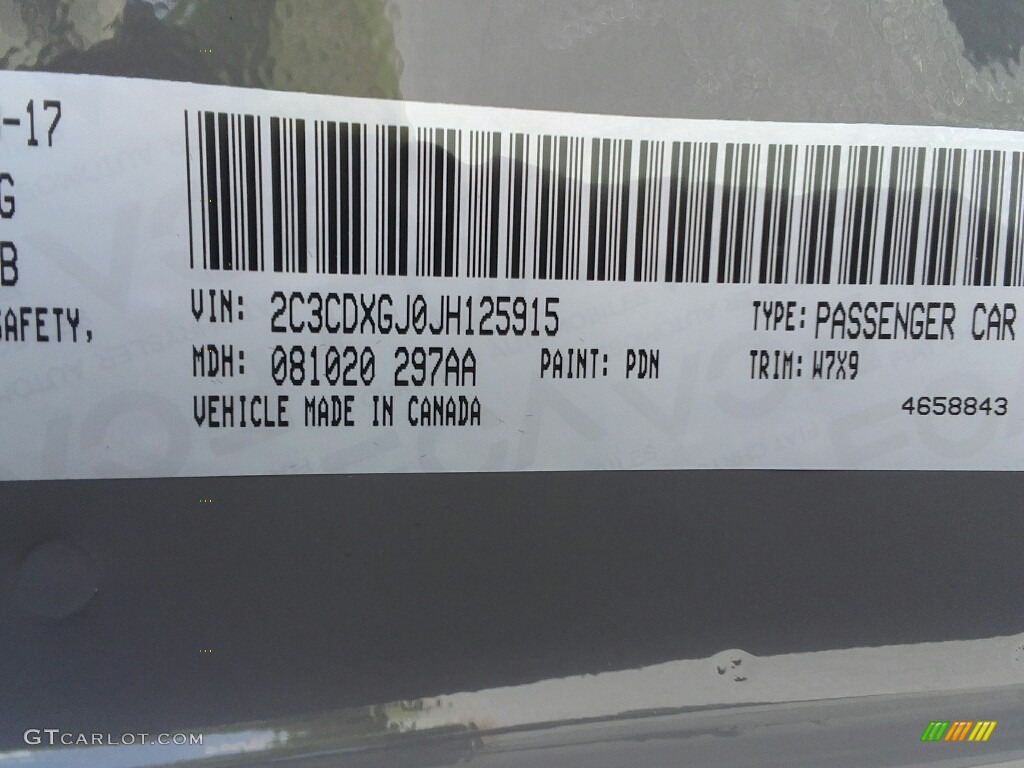 -17
G
B
SAFETY,
VIN: 2C3CDXGJ0JH125915 TYPE: PASSENGER CAR
MDH: 081020 297AA PAINT: PDN TRIM: W7X9
VEHICLE MADE IN CANADA 4658843
GTCARLOT.COM